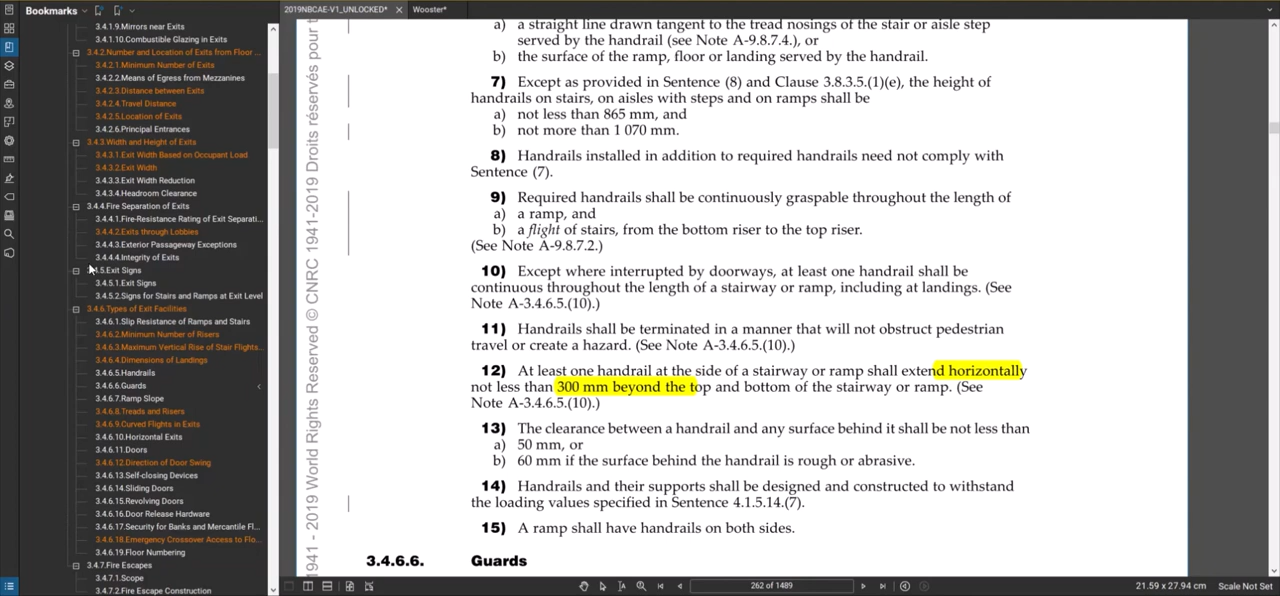 Bookmarks
2019NBCAE-V1_UNLOCKED*
Wooster*
3.4.1.9.Mirrors near Exits
3.4.1.10.Combustible Glazing in Exits
3.4.2.Number and Location of Exits from Floor ...
3.4.2.1.Minimum Number of Exits
3.4.2.2.Means of Egress from Mezzanines
3.4.2.3.Distance between Exits
3.4.2.4.Travel Distance
3.4.2.5.Location of Exits
3.4.2.6.Principal Entrances
3.4.3.Width and Height of Exits
3.4.3.1.Exit Width Based on Occupant Load
3.4.3.2.Exit Width
3.4.3.3.Exit Width Reduction
3.4.3.4.Headroom Clearance
3.4.4.Fire Separation of Exits
3.4.4.1.Fire-Resistance Rating of Exit Separati...
3.4.4.2.Exits through Lobbies
3.4.4.3.Exterior Passageway Exceptions
3.4.4.4.Integrity of Exits
3.4.5.Exit Signs
3.4.5.1.Exit Signs
3.4.5.2.Signs for Stairs and Ramps at Exit Level
3.4.6.Types of Exit Facilities
3.4.6.1.Slip Resistance of Ramps and Stairs
3.4.6.2.Minimum Number of Risers
3.4.6.3.Maximum Vertical Rise of Stair Flights...
3.4.6.4.Dimensions of Landings
3.4.6.5.Handrails
3.4.6.6.Guards
3.4.6.7.Ramp Slope
3.4.6.8.Treads and Risers
3.4.6.9.Curved Flights in Exits
3.4.6.10.Horizontal Exits
3.4.6.11.Doors
3.4.6.12.Direction of Door Swing
3.4.6.13.Self-closing Devices
3.4.6.14.Sliding Doors
3.4.6.15.Revolving Doors
3.4.6.16.Door Release Hardware
3.4.6.17.Security for Banks and Mercantile Fl...
3.4.6.18.Emergency Crossover Access to Flo...
3.4.6.19.Floor Numbering
3.4.7.Fire Escapes
3.4.7.1.Scope
3.4.7.2.Fire Escape Construction
1941 - 2019 World Rights Reserved © CNRC 1941-2019 Droits réservés pour t
a) a straight line drawn tangent to the tread nosings of the stair or aisle step
served by the handrail (see Note A-9.8.7.4.), or
b) the surface of the ramp, floor or landing served by the handrail.
7) Except as provided in Sentence (8) and Clause 3.8.3.5.(1)(e), the height of
handrails on stairs, on aisles with steps and on ramps shall be
a) not less than 865 mm, and
b) not more than 1 070 mm.
8) Handrails installed in addition to required handrails need not comply with
Sentence (7).
9) Required handrails shall be continuously graspable throughout the length of
a) a ramp, and
b) a flight of stairs, from the bottom riser to the top riser.
(See Note A-9.8.7.2.)
10) Except where interrupted by doorways, at least one handrail shall be
continuous throughout the length of a stairway or ramp, including at landings. (See
Note A-3.4.6.5.(10).)
11) Handrails shall be terminated in a manner that will not obstruct pedestrian
travel or create a hazard. (See Note A-3.4.6.5.(10).)
12) At least one handrail at the side of a stairway or ramp shall extend horizontally
not less than 300 mm beyond the top and bottom of the stairway or ramp. (See
Note A-3.4.6.5.(10).)
13) The clearance between a handrail and any surface behind it shall be not less than
a) 50 mm, or
b) 60 mm if the surface behind the handrail is rough or abrasive.
14) Handrails and their supports shall be designed and constructed to withstand
the loading values specified in Sentence 4.1.5.14.(7).
15) A ramp shall have handrails on both sides.
3.4.6.6. Guards
262 of 1489
21.59 x 27.94 cm
Scale Not Set